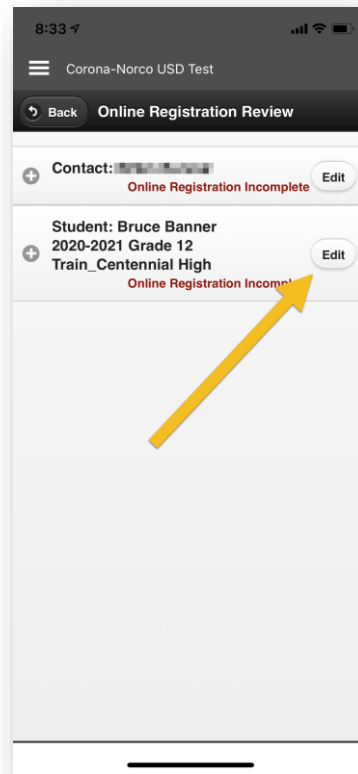 8:33
Corona-Norco USD Test
Back Online Registration Review
Contact:
Online Registration Incomplete
Edit
Student: Bruce Banner
2020-2021 Grade 12
Train_Centennial High
Edit
Online Registration